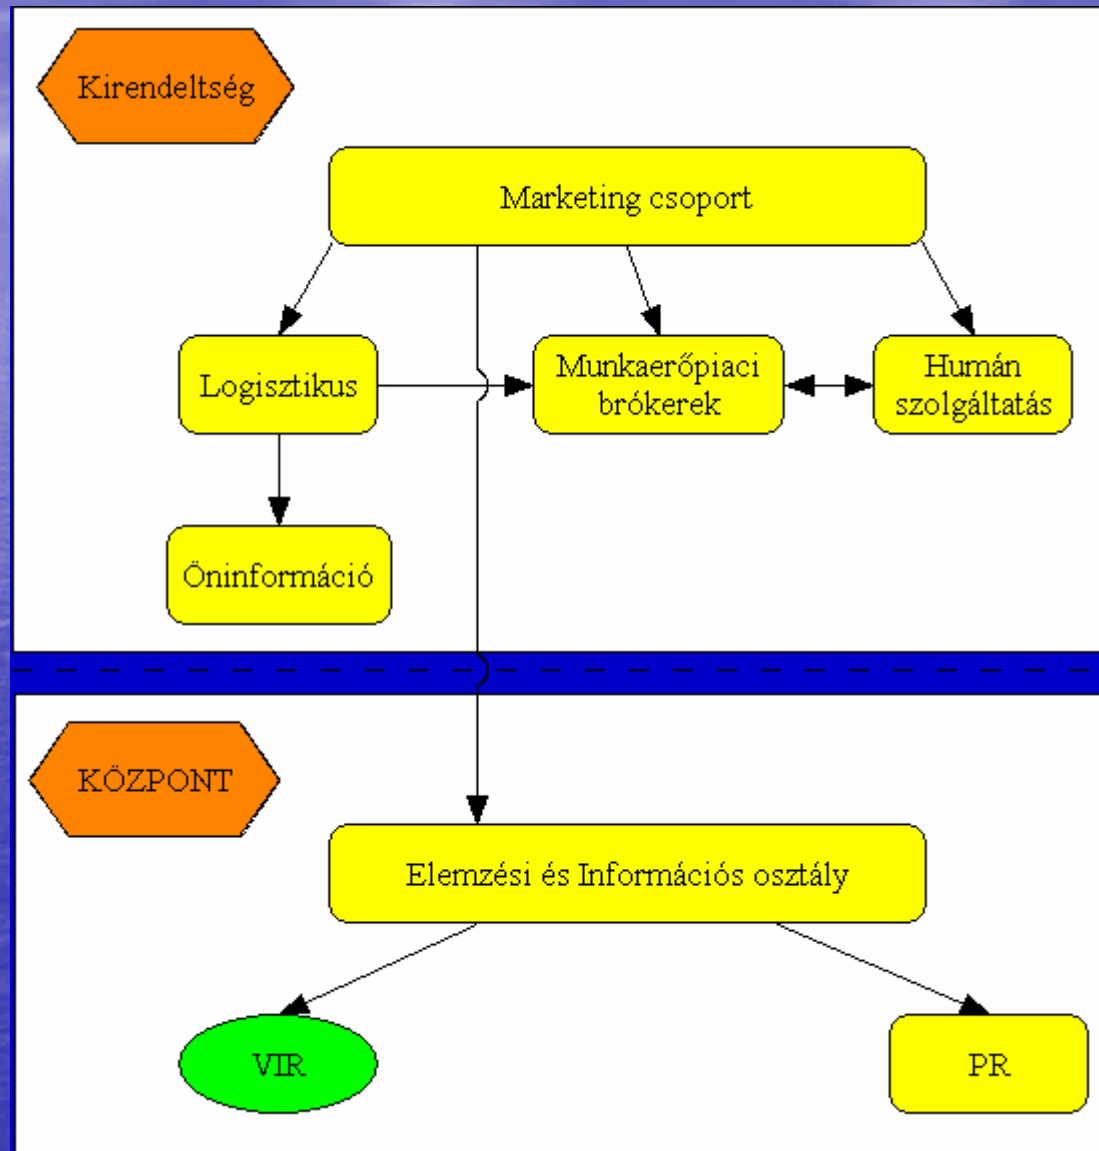 Kirendeltség
Marketing csoport
Logisztikus
Munkaerőpiaci
brókerek
Humán
szolgáltatás
Öninformáció
KÖZPONT
Elemzési és Információs osztály
VIR
PR